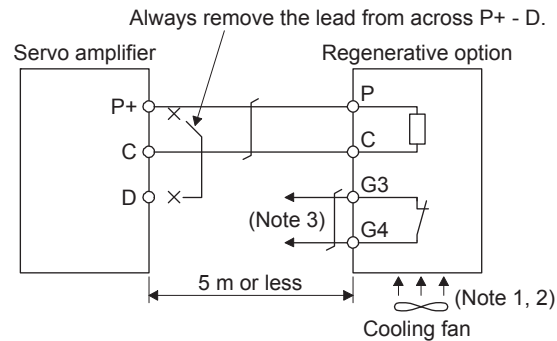 Always remove the lead from across P+ - D.
Servo amplifier
Regenerative option
P+
P
C
C
D
G3
(Note 3)
G4
5 m or less
(Note 1, 2)
Cooling fan